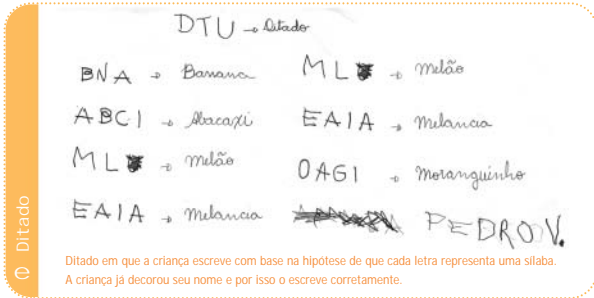 DTU → Ditado
BNA → Banana
ABCI → Abacaxi
ML → melão
EAIA → melancia
ML → melão
EAIA → Melancia
OAGI → moranguinho
PEDRO V.
e Ditado
Ditado em que a criança escreve com base na hipótese de que cada letra representa uma sílaba.
A criança já decorou seu nome e por isso o escreve corretamente.